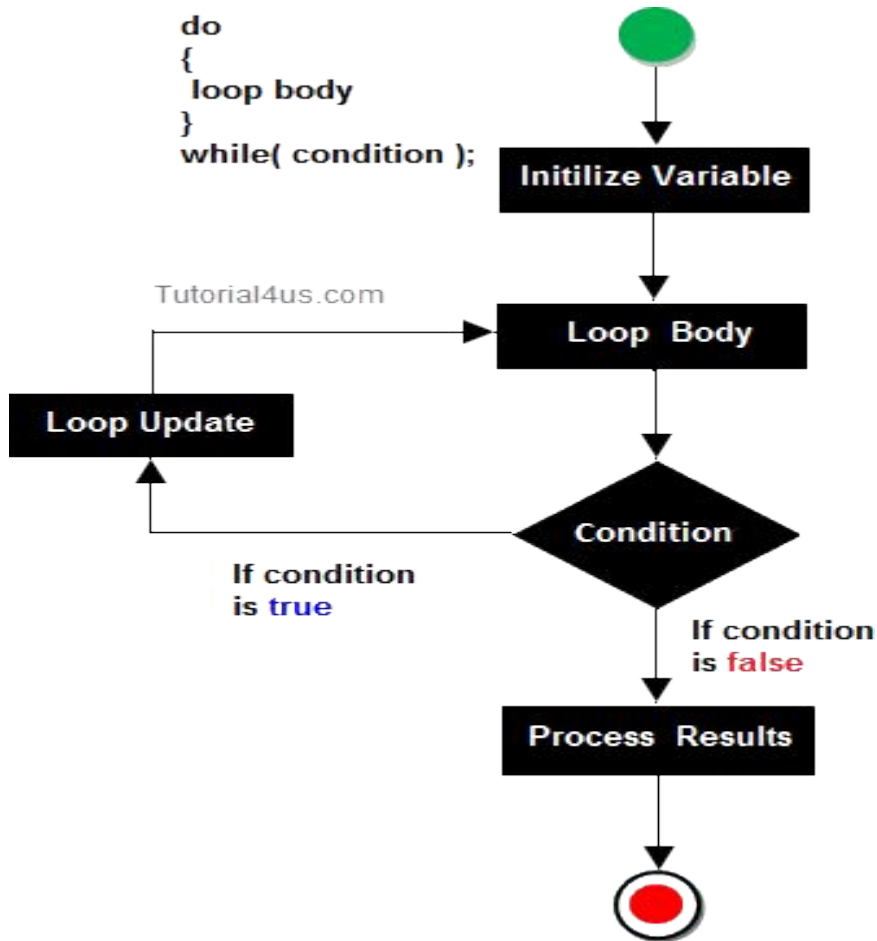 do
{
loop body
}
while( condition );
Initilize Variable
Tutorial4us.com
Loop Body
Loop Update
Condition
If condition
is true
If condition
is false
Process Results